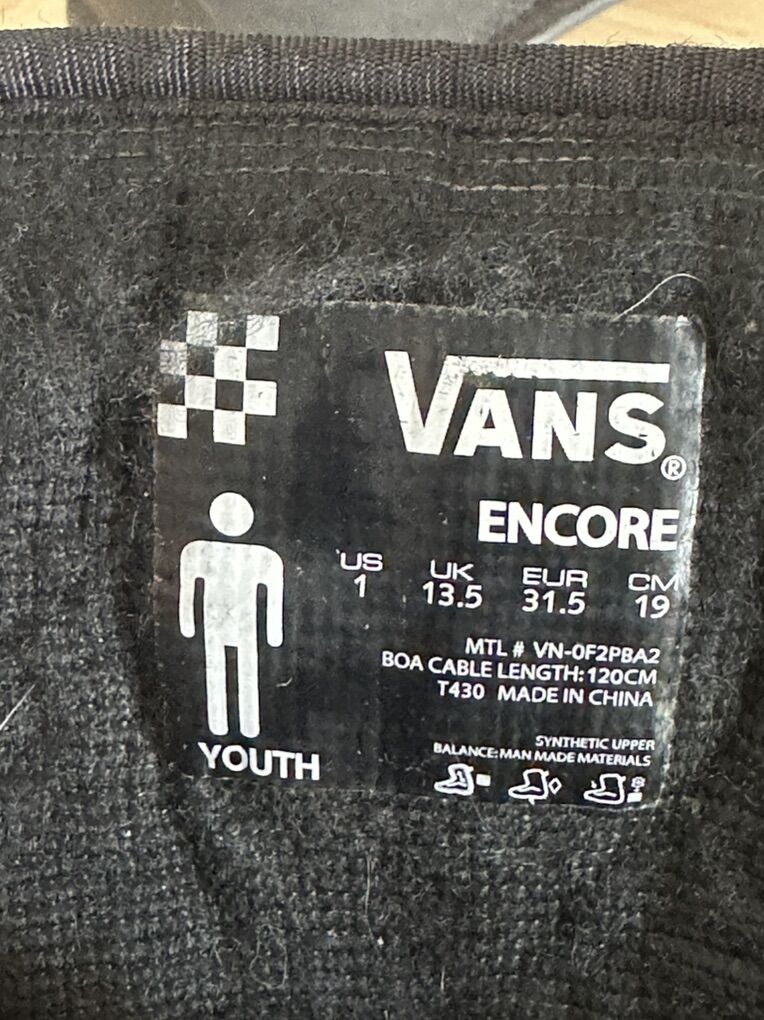 VANS®
ENCORE
US UK EUR CM
1 13.5 31.5 19
MTL # VN-0F2PBA2
BOA CABLE LENGTH: 120CM
T430 MADE IN CHINA
SYNTHETIC UPPER
BALANCE: MAN MADE MATERIALS
YOUTH